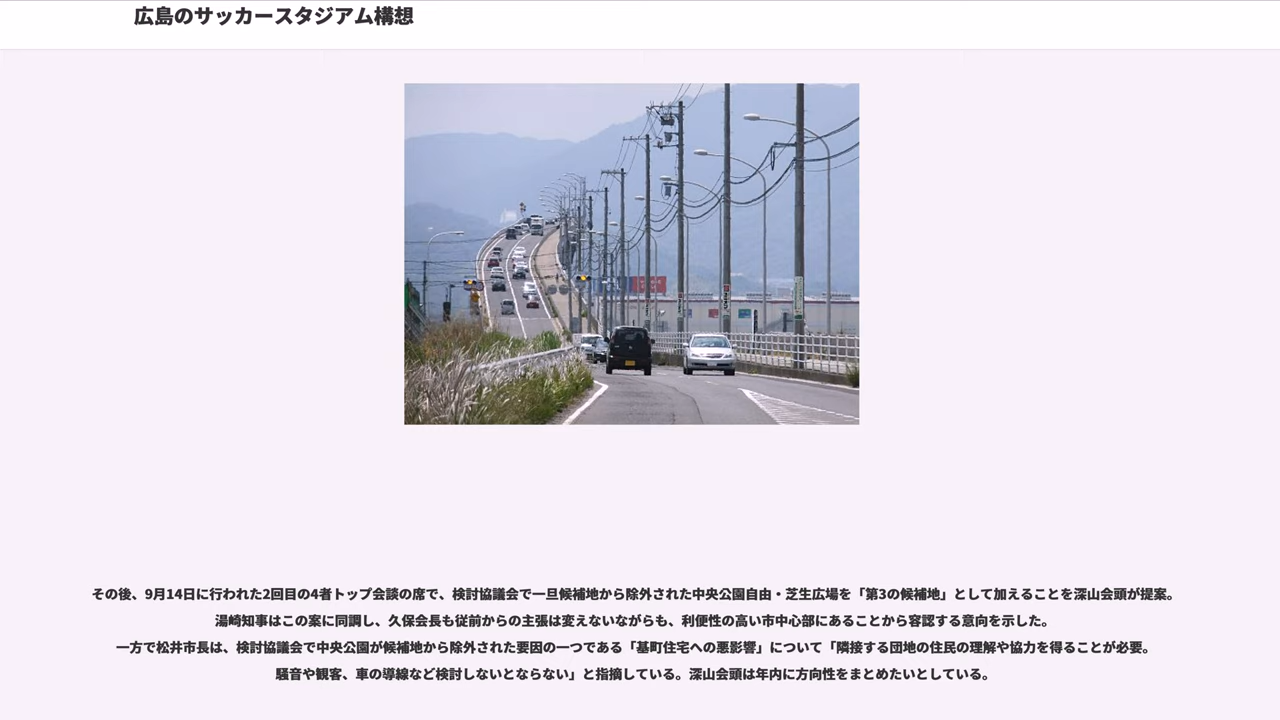 広島のサッカースタジアム構想
その後、9月14日に行われた2回目の4者トップ会談の席で、検討協議会で一旦候補地から除外された中央公園自由・芝生広場を「第3の候補地」として加えることを深山会頭が提案。
湯崎知事はこの案に同調し、久保会長も従前からの主張は変えないながらも、利便性の高い市中心部にあることから容認する意向を示した。
一方で松井市長は、検討協議会で中央公園が候補地から除外された要因の一つである「基町住宅への悪影響」について「隣接する団地の住民の理解や協力を得ることが必要。
騒音や観客、車の導線など検討しないとならない」と指摘している。深山会頭は年内に方向性をまとめたいとしている。